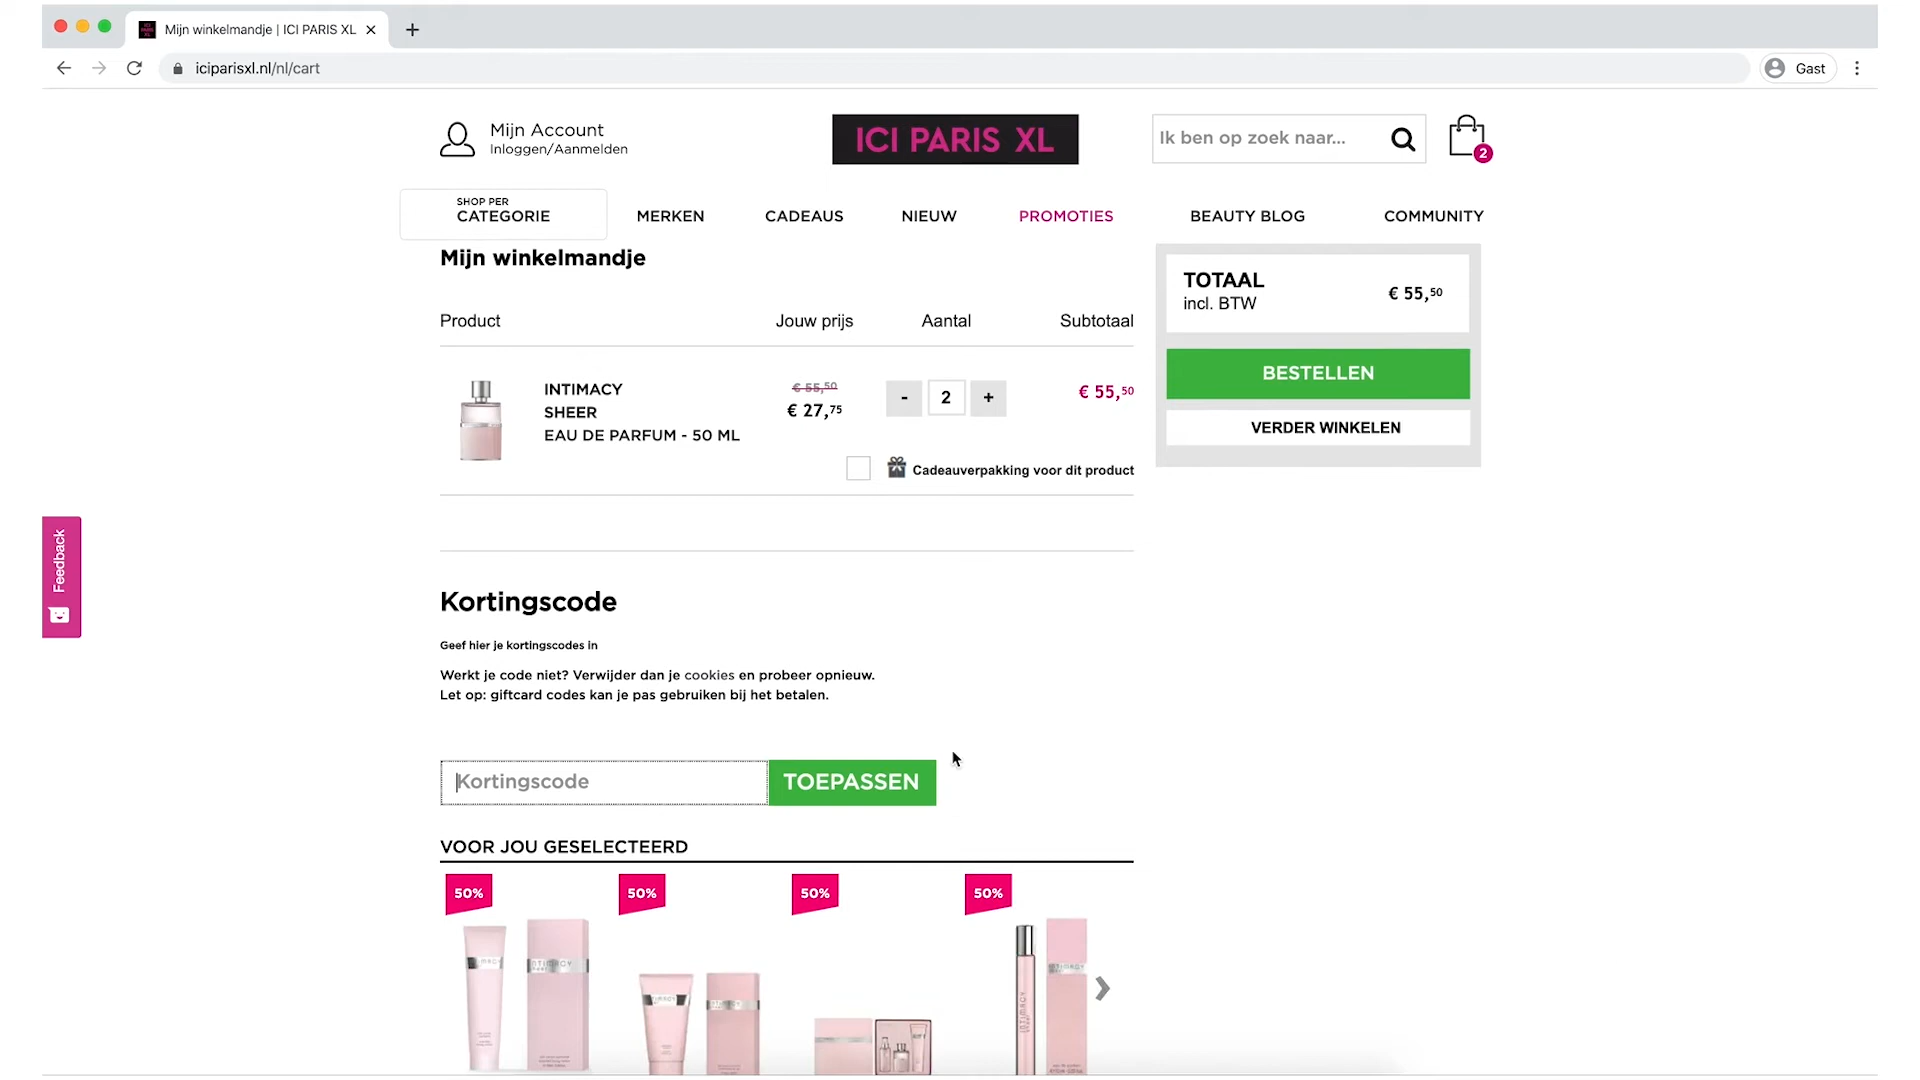 Mijn winkelmandje | ICI PARIS XL
iciparisxl.nl/nl/cart
Gast
Mijn Account
Inloggen/Aanmelden
ICI PARIS XL
Ik ben op zoek naar...
2
SHOP PER
CATEGORIE
MERKEN
CADEAUS
NIEUW
PROMOTIES
BEAUTY BLOG
COMMUNITY
Mijn winkelmandje
Product
Jouw prijs
Aantal
Subtotaal
INTIMACY
SHEER
EAU DE PARFUM - 50 ML
€ 55,50
€ 27,75
- 2 +
€ 55,50
Cadeauverpakking voor dit product
TOTAAL
incl. BTW
€ 55,50
BESTELLEN
VERDER WINKELEN
Feedback
Kortingscode
Geef hier je kortingscodes in
Werkt je code niet? Verwijder dan je cookies en probeer opnieuw.
Let op: giftcard codes kan je pas gebruiken bij het betalen.
Kortingscode
TOEPASSEN
VOOR JOU GESELECTEERD
50%
50%
50%
50%
INTIMACY
INTIMACY
INTIMACY